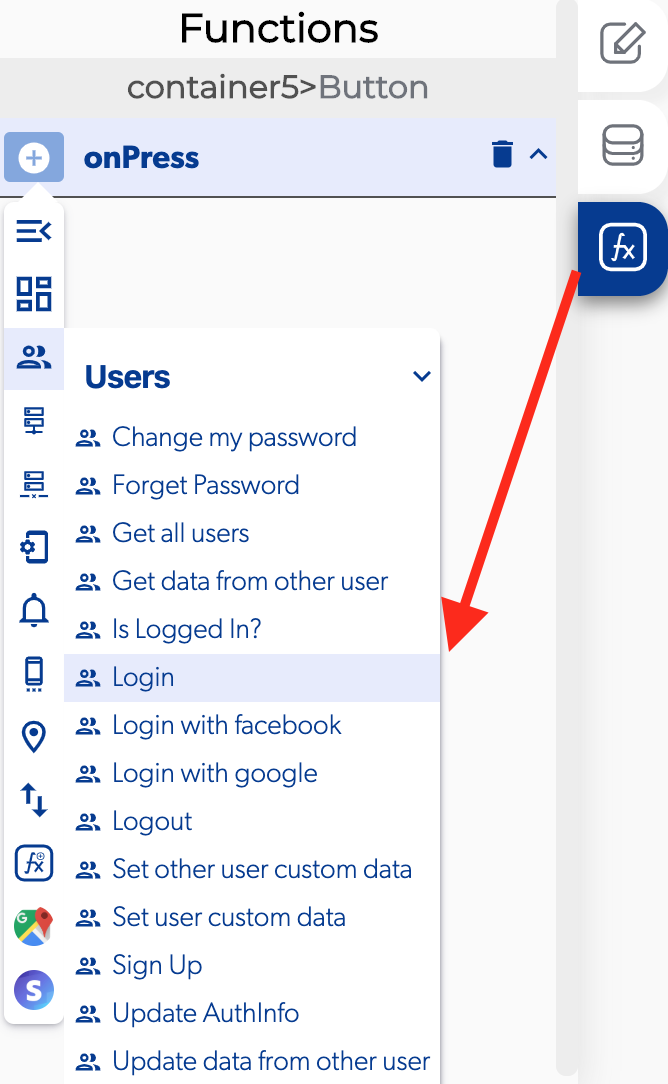 Functions
container5>Button
onPress
Users
Change my password
Forget Password
Get all users
Get data from other user
Is Logged In?
Login
Login with facebook
Login with google
Logout
Set other user custom data
Set user custom data
Sign Up
Update AuthInfo
Update data from other user
fx
fx
G
S